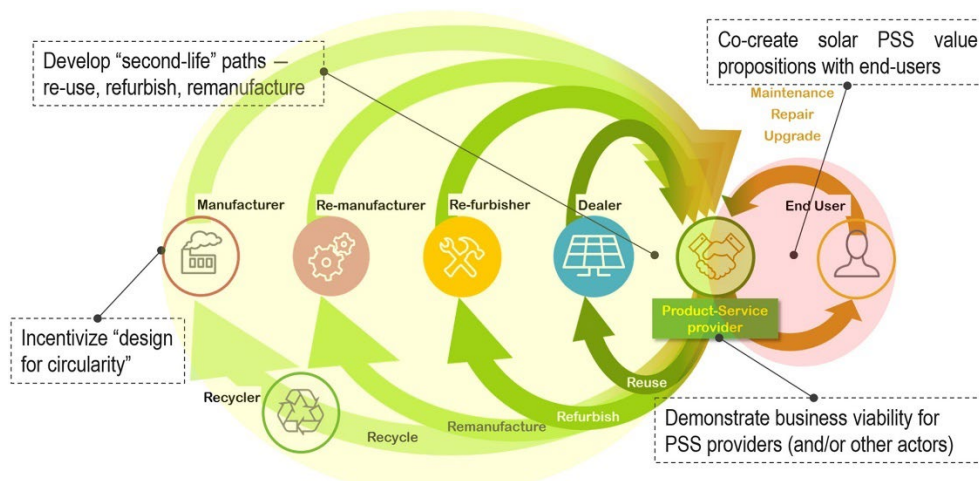 Develop “second-life” paths —
re-use, refurbish, remanufacture
Co-create solar PSS value
propositions with end-users
Maintenance
Repair
Upgrade
Manufacturer
Re-manufacturer
Re-furbisher
Dealer
End User
Product-Service
provider
Incentivize “design
for circularity”
Recycler
Reuse
Refurbish
Remanufacture
Recycle
Demonstrate business viability for
PSS providers (and/or other actors)